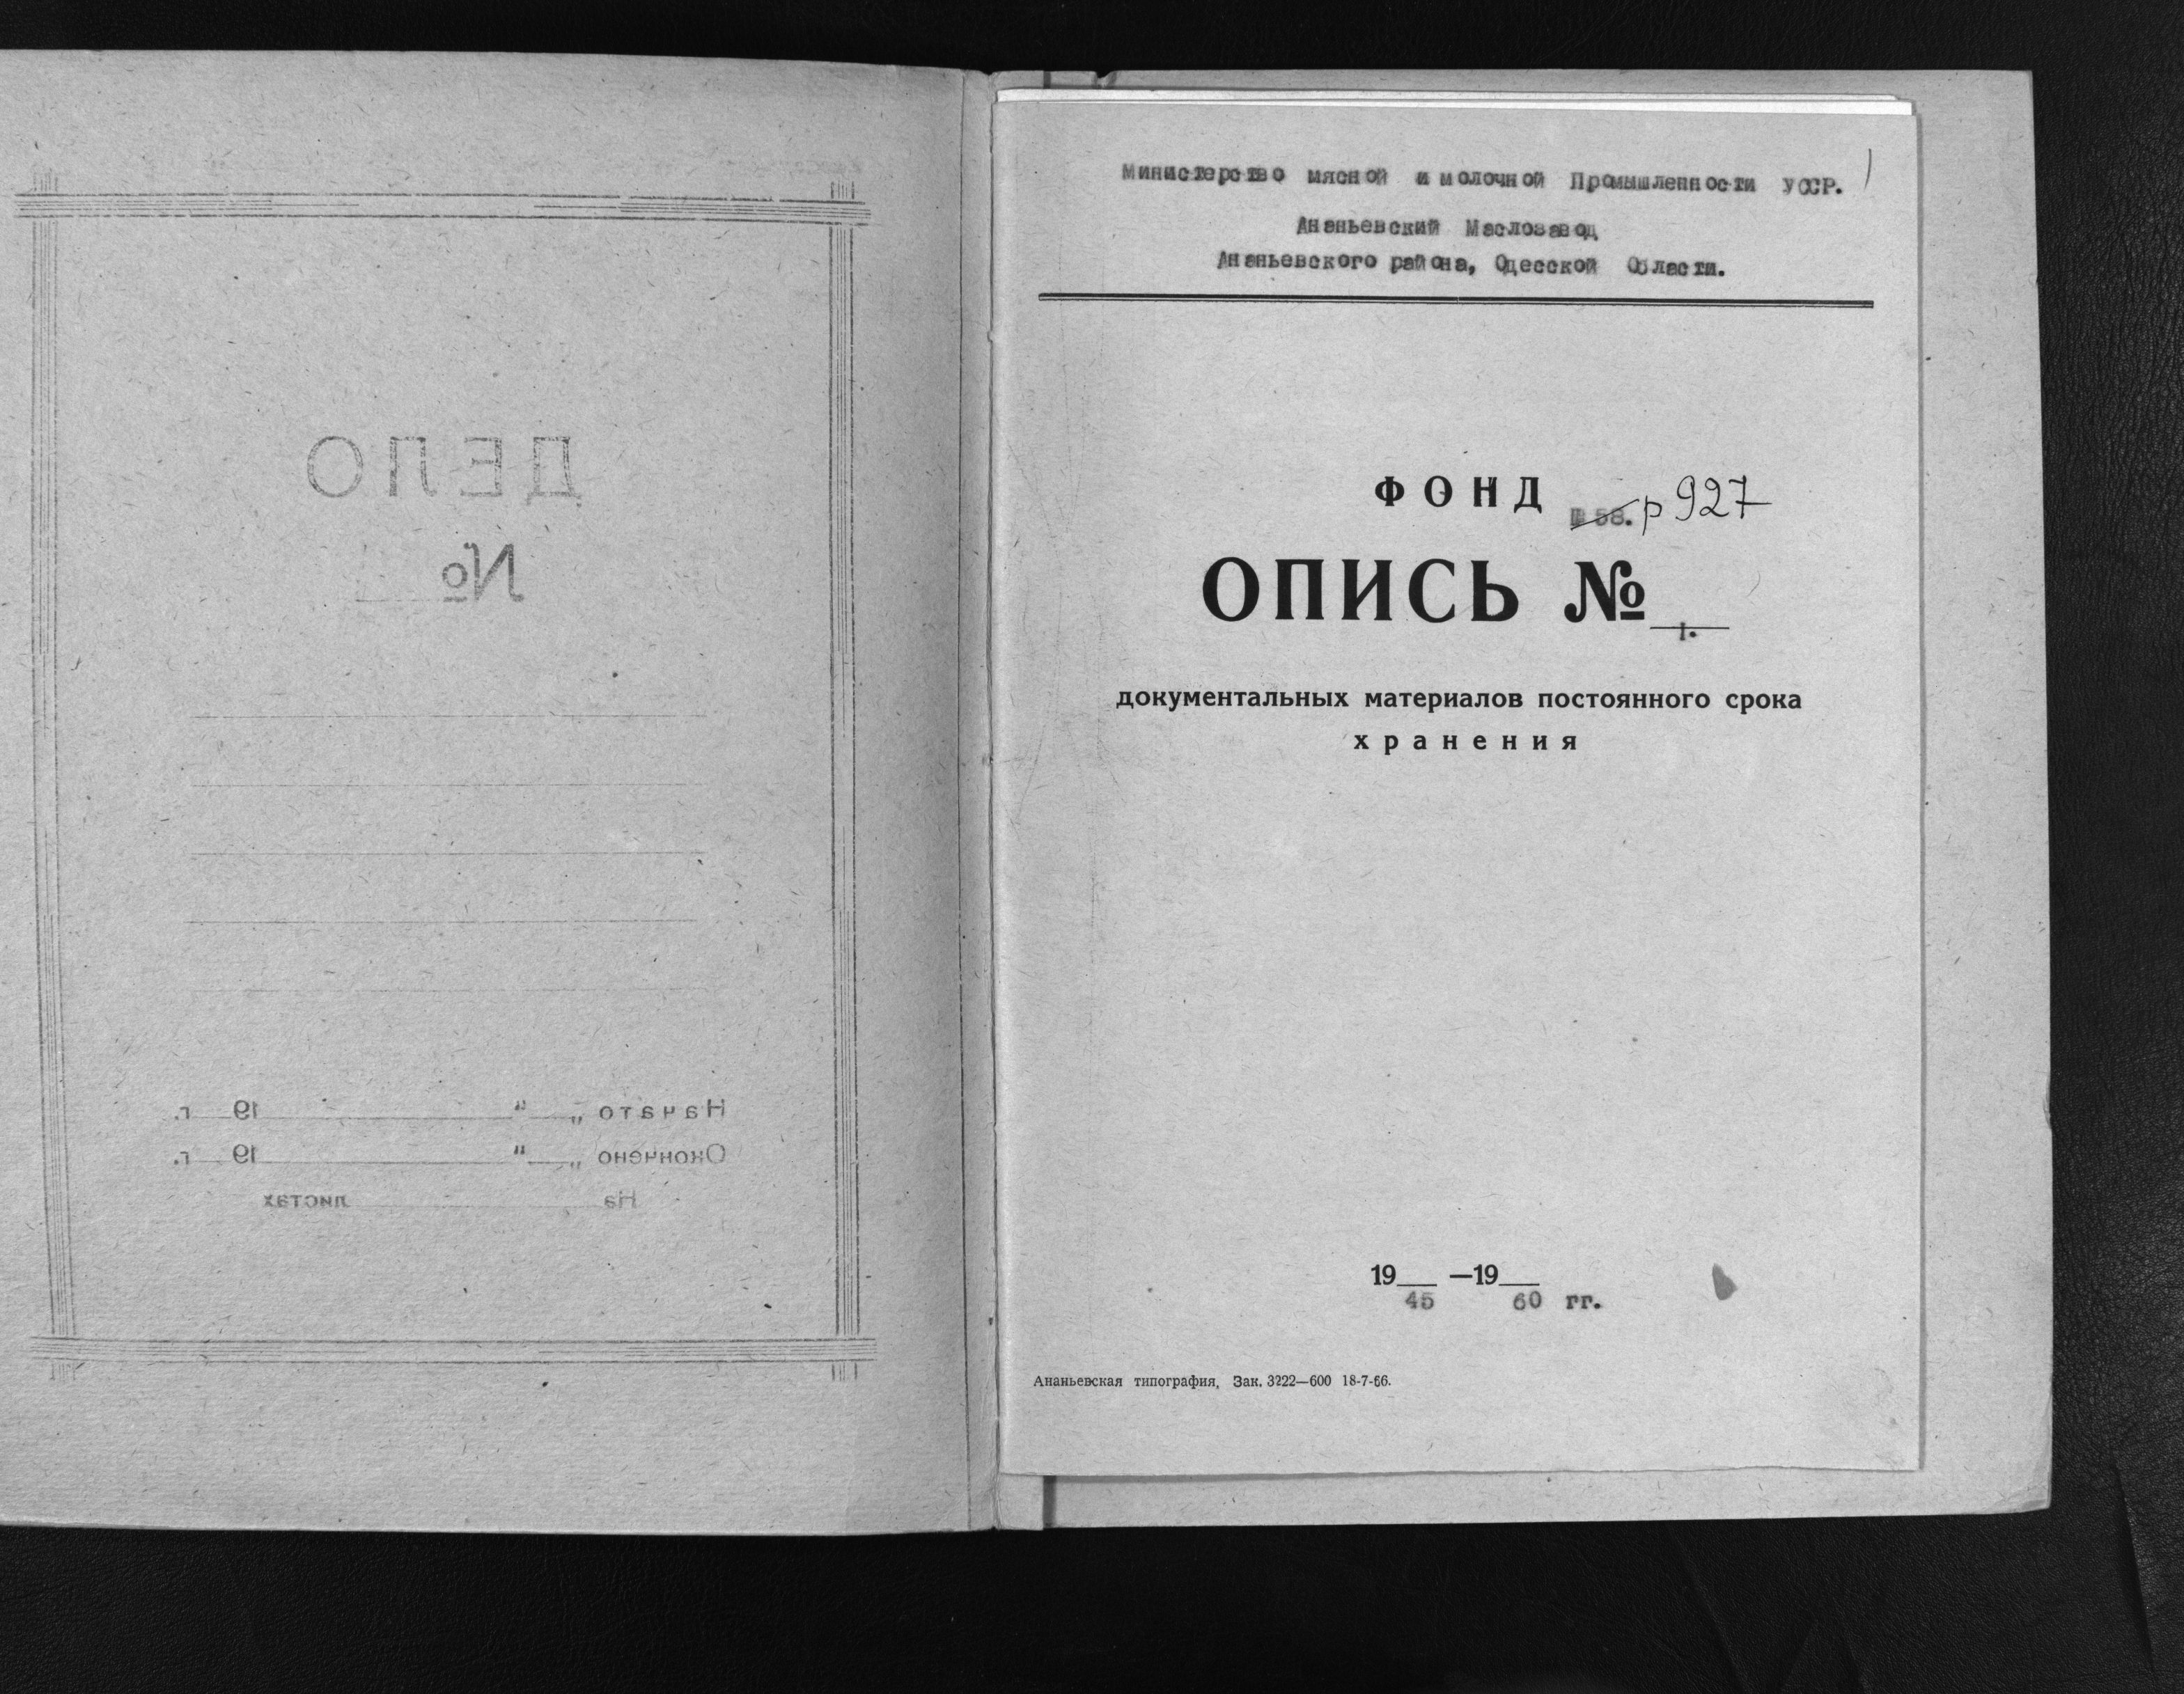 ДЕЛО
№
Начато „ “ 19 г.
Окончено „ “ 19 г.
На листах
Министерство мясной и молочной Промышленности УССР.
Ананьевский Маслозавод
Ананьевского района, Одесской Области.
ФОНД № 58. р 927
ОПИСЬ № 1.
документальных материалов постоянного срока
хранения
19 —19
45 60 гг.
Ананьевская типография, Зак. 3222—600 18-7-66.